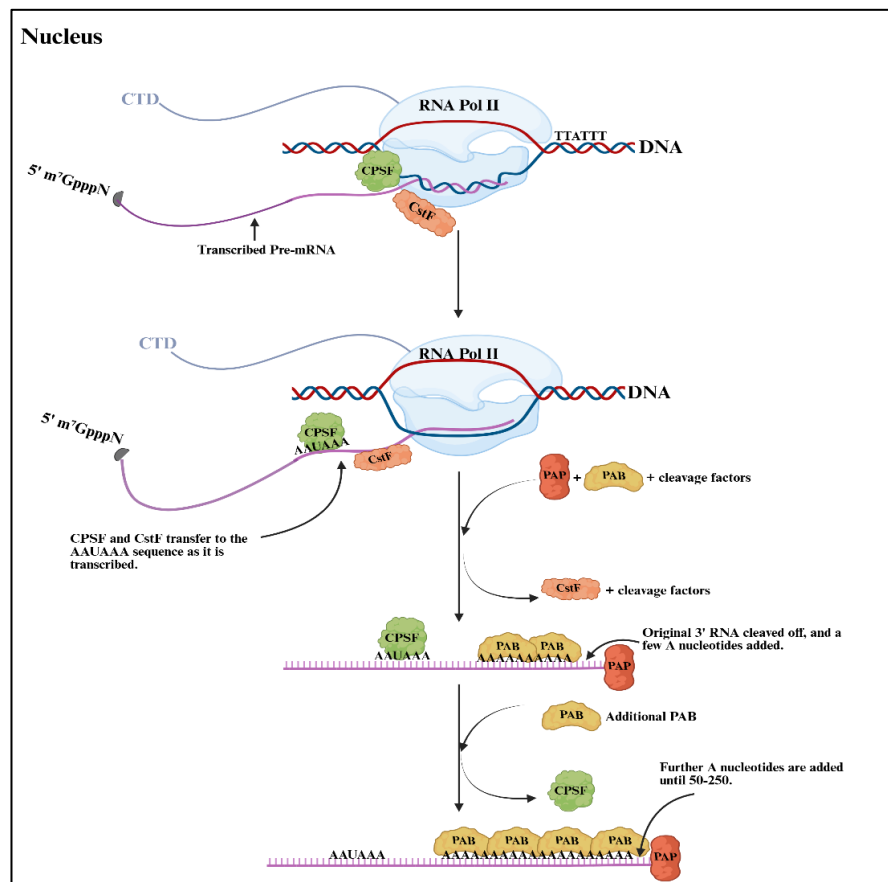 Nucleus
CTD
RNA Pol II
TTATTT
DNA
CPSF
5' m⁷GpppN
CstF
Transcribed Pre-mRNA
CTD
RNA Pol II
DNA
5' m⁷GpppN
CPSF
AAUAAA
CstF
PAP + PAB + cleavage factors
CPSF and CstF transfer to the
AAUAAA sequence as it is
transcribed.
CstF + cleavage factors
Original 3' RNA cleaved off, and a
few A nucleotides added.
CPSF
AAUAAA
PAB PAB
AAAAAAAAAA
PAP
PAB Additional PAB
Further A nucleotides are added
until 50-250.
CPSF
PAB PAB PAB PAB
AAUAAA
AAAAAAAAAAAAAAAAAAA
PAP